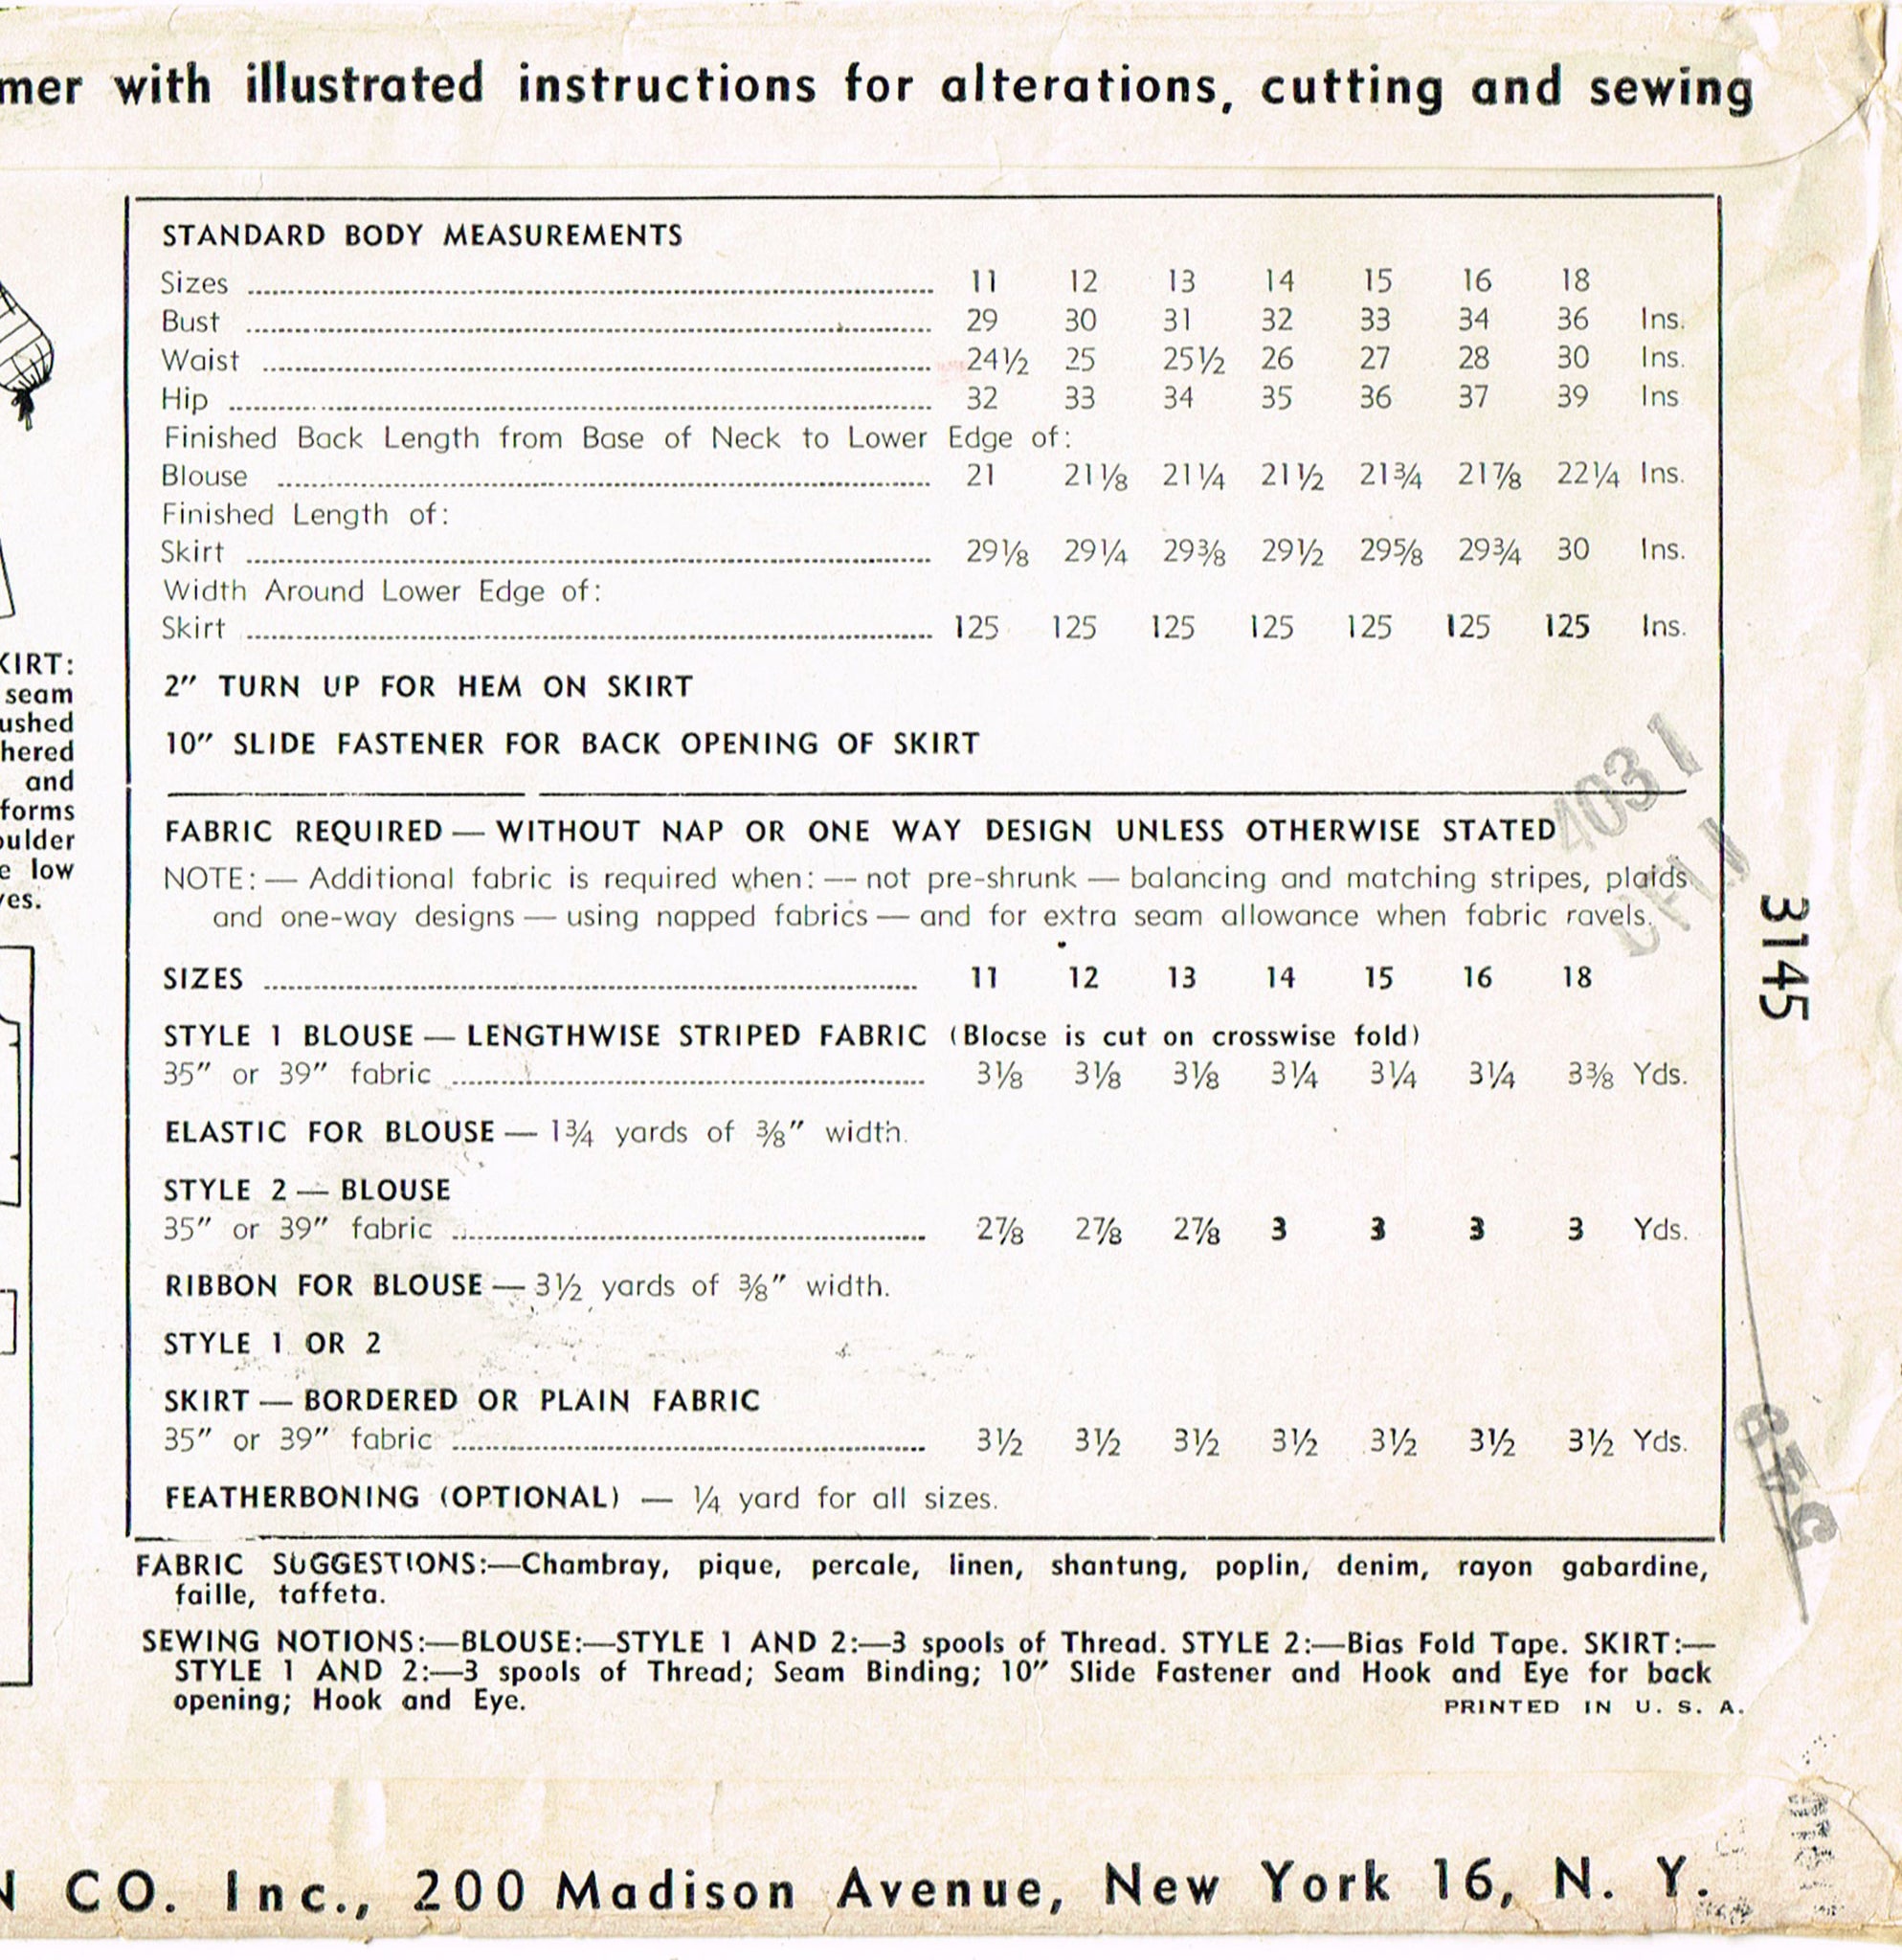 mer with illustrated instructions for alterations, cutting and sewing
STANDARD BODY MEASUREMENTS
Sizes 11 12 13 14 15 16 18
Bust 29 30 31 32 33 34 36 Ins.
Waist 24½ 25 25½ 26 27 28 30 Ins.
Hip 32 33 34 35 36 37 39 Ins
Finished Back Length from Base of Neck to Lower Edge of:
Blouse 21 21⅛ 21¼ 21½ 21¾ 21⅞ 22¼ Ins.
Finished Length of:
Skirt 29⅛ 29¼ 29⅜ 29½ 29⅝ 29¾ 30 Ins.
Width Around Lower Edge of:
Skirt 125 125 125 125 125 125 125 Ins.
2" TURN UP FOR HEM ON SKIRT
10" SLIDE FASTENER FOR BACK OPENING OF SKIRT
FABRIC REQUIRED — WITHOUT NAP OR ONE WAY DESIGN UNLESS OTHERWISE STATED
NOTE: — Additional fabric is required when: — not pre-shrunk — balancing and matching stripes, plaids
and one-way designs — using napped fabrics — and for extra seam allowance when fabric ravels.
SIZES 11 12 13 14 15 16 18
STYLE 1 BLOUSE — LENGTHWISE STRIPED FABRIC (Blocse is cut on crosswise fold)
35" or 39" fabric 3⅛ 3⅛ 3⅛ 3¼ 3¼ 3¼ 3⅜ Yds.
ELASTIC FOR BLOUSE — 1¾ yards of ⅜" width.
STYLE 2 — BLOUSE
35" or 39" fabric 2⅞ 2⅞ 2⅞ 3 3 3 3 Yds.
RIBBON FOR BLOUSE — 3½ yards of ⅜" width.
STYLE 1 OR 2
SKIRT — BORDERED OR PLAIN FABRIC
35" or 39" fabric 3½ 3½ 3½ 3½ 3½ 3½ 3½ Yds.
FEATHERBONING (OPTIONAL) — ¼ yard for all sizes.
FABRIC SUGGESTIONS:—Chambray, pique, percale, linen, shantung, poplin, denim, rayon gabardine,
faille, taffeta.
SEWING NOTIONS:—BLOUSE:—STYLE 1 AND 2:—3 spools of Thread. STYLE 2:—Bias Fold Tape. SKIRT:—
STYLE 1 AND 2:—3 spools of Thread; Seam Binding; 10" Slide Fastener and Hook and Eye for back
opening; Hook and Eye.
PRINTED IN U. S. A.
KIRT:
seam
ushed
hered
and
forms
oulder
e low
ves.
4031
3145
N CO. Inc., 200 Madison Avenue, New York 16, N. Y.